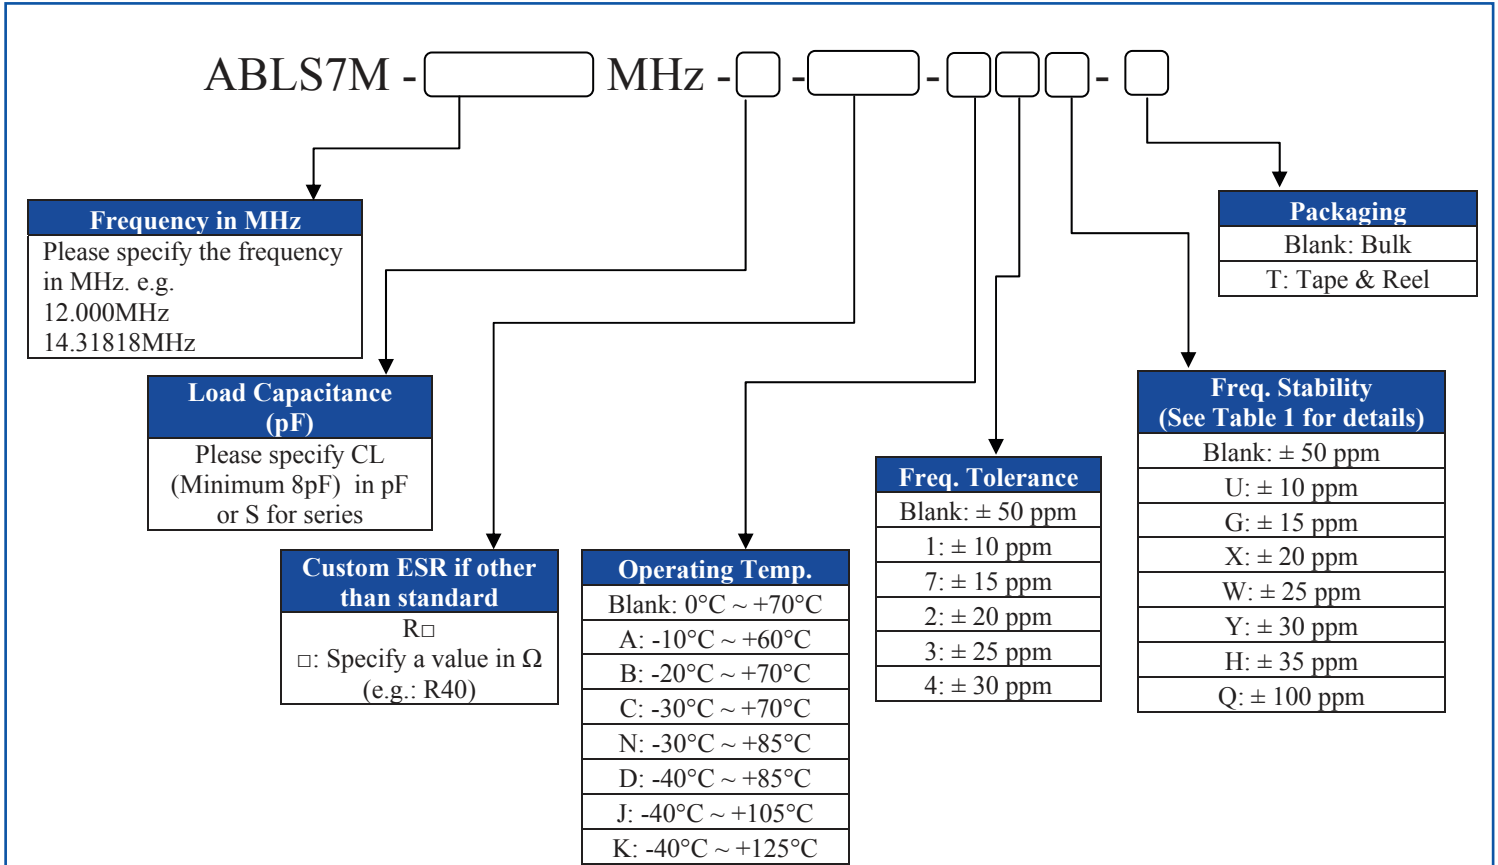 ABLS7M - MHz - - - -
Frequency in MHz
Please specify the frequency
in MHz. e.g.
12.000MHz
14.31818MHz
Load Capacitance
(pF)
Please specify CL
(Minimum 8pF) in pF
or S for series
Custom ESR if other
than standard
R□
□: Specify a value in Ω
(e.g.: R40)
Operating Temp.
Blank: 0°C ~ +70°C
A: -10°C ~ +60°C
B: -20°C ~ +70°C
C: -30°C ~ +70°C
N: -30°C ~ +85°C
D: -40°C ~ +85°C
J: -40°C ~ +105°C
K: -40°C ~ +125°C
Freq. Tolerance
Blank: ± 50 ppm
1: ± 10 ppm
7: ± 15 ppm
2: ± 20 ppm
3: ± 25 ppm
4: ± 30 ppm
Freq. Stability
(See Table 1 for details)
Blank: ± 50 ppm
U: ± 10 ppm
G: ± 15 ppm
X: ± 20 ppm
W: ± 25 ppm
Y: ± 30 ppm
H: ± 35 ppm
Q: ± 100 ppm
Packaging
Blank: Bulk
T: Tape & Reel